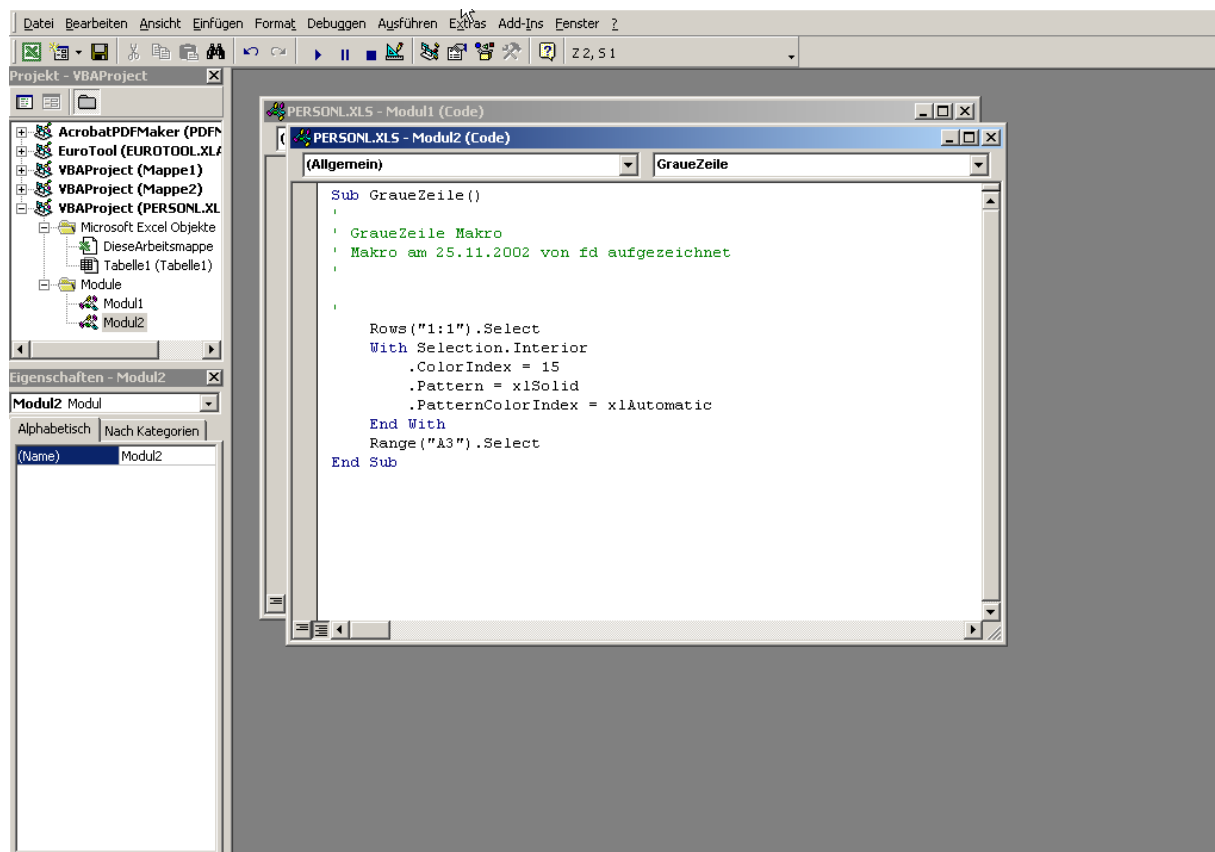 Datei Bearbeiten Ansicht Einfügen Format Debuggen Ausführen Extras Add-Ins Fenster ?
Z 2, S 1
Projekt - VBAProject
AcrobatPDFMaker (PDFM
EuroTool (EUROTOOL.XLA
VBAProject (Mappe1)
VBAProject (Mappe2)
VBAProject (PERSONL.XL
Microsoft Excel Objekte
DieseArbeitsmappe
Tabelle1 (Tabelle1)
Module
Modul1
Modul2
Eigenschaften - Modul2
Modul2 Modul
Alphabetisch Nach Kategorien
(Name) Modul2
PERSONL.XLS - Modul1 (Code)
PERSONL.XLS - Modul2 (Code)
(Allgemein) GraueZeile
Sub GraueZeile()
'
' GraueZeile Makro
' Makro am 25.11.2002 von fd aufgezeichnet
'
'
Rows("1:1").Select
With Selection.Interior
.ColorIndex = 15
.Pattern = xlSolid
.PatternColorIndex = xlAutomatic
End With
Range("A3").Select
End Sub